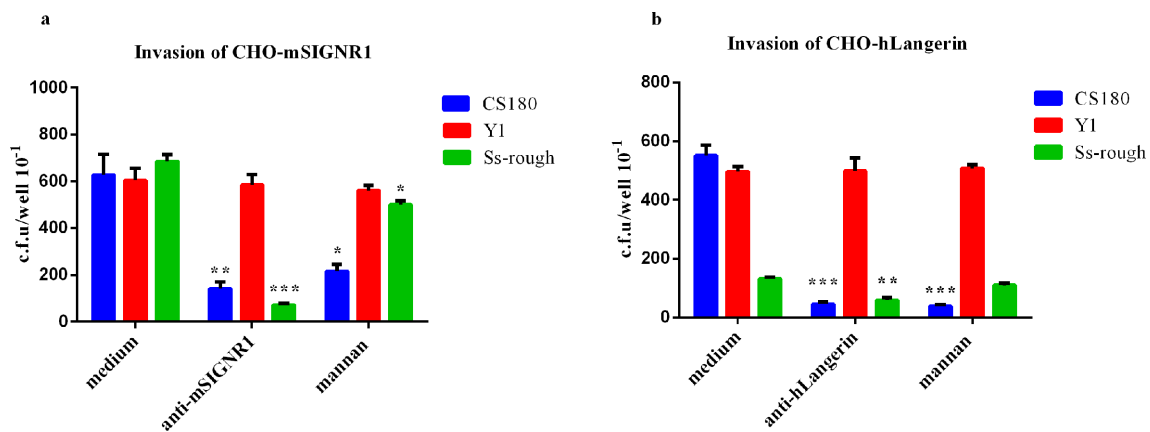 a
Invasion of CHO-mSIGNR1
c.f.u/well 10-1
1000
800
600
400
200
0
**
***
*
*
medium
anti-mSIGNR1
mannan
CS180
Y1
Ss-rough
b
Invasion of CHO-hLangerin
c.f.u/well 10-1
800
600
400
200
0
***
**
***
medium
anti-hLangerin
mannan
CS180
Y1
Ss-rough